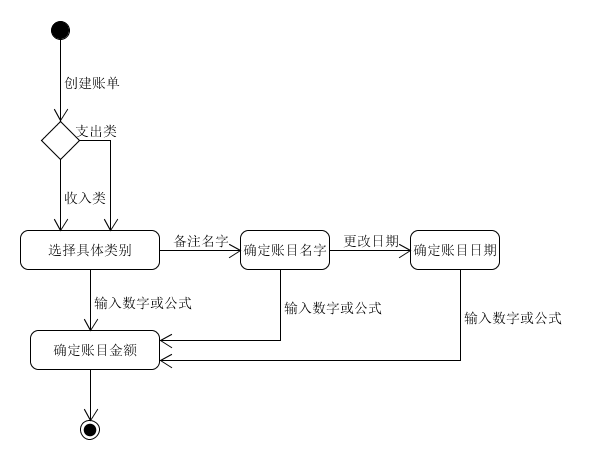 创建账单
支出类
收入类
选择具体类别
备注名字
确定账目名字
更改日期
确定账目日期
输入数字或公式
输入数字或公式
输入数字或公式
确定账目金额